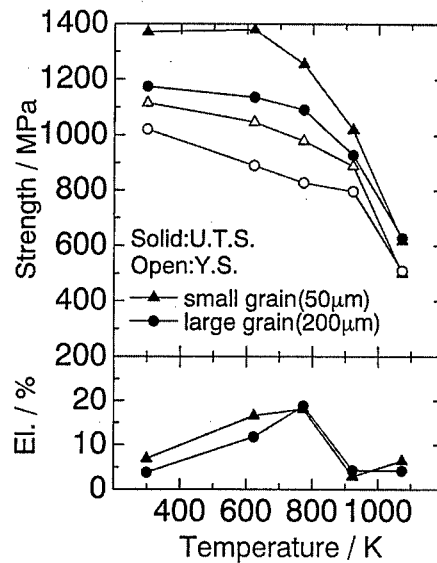 1400
1200
1000
800
600
400
200
Strength / MPa
Solid:U.T.S.
Open:Y.S.
small grain(50μm)
large grain(200μm)
20
10
0
El. / %
400 600 800 1000
Temperature / K